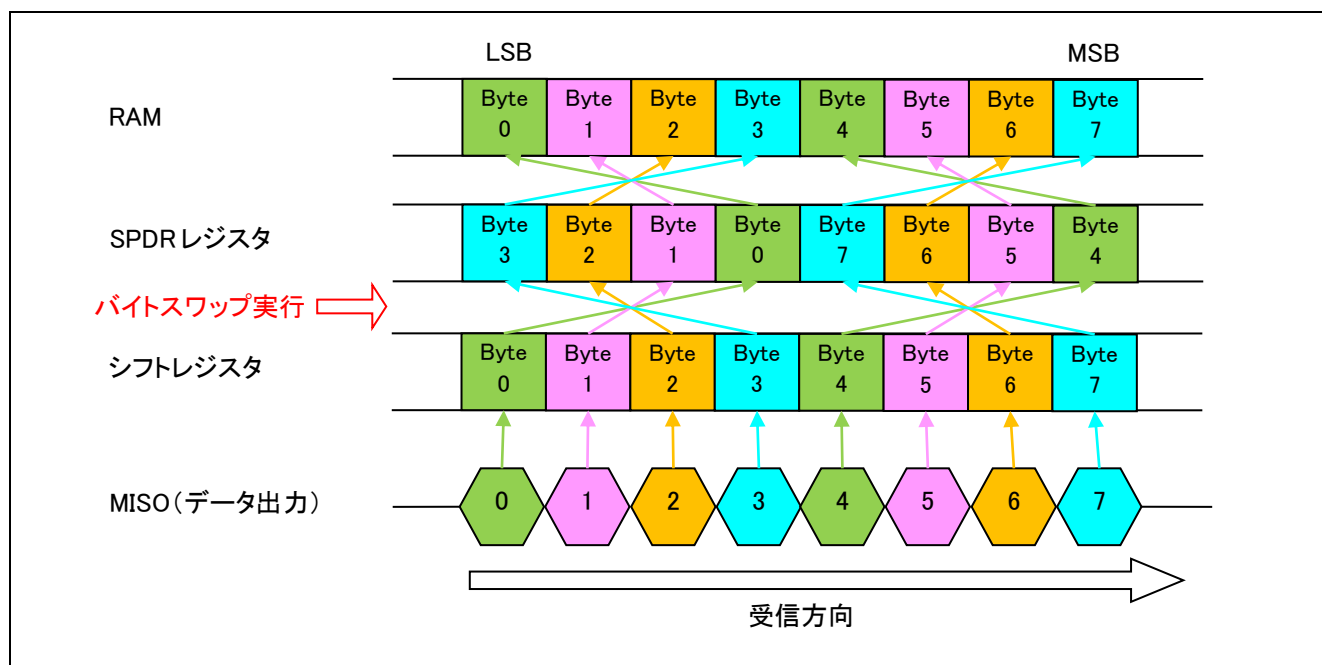 LSB
MSB
RAM
Byte 0
Byte 1
Byte 2
Byte 3
Byte 4
Byte 5
Byte 6
Byte 7
SPDRレジスタ
Byte 3
Byte 2
Byte 1
Byte 0
Byte 7
Byte 6
Byte 5
Byte 4
バイトスワップ実行
シフトレジスタ
Byte 0
Byte 1
Byte 2
Byte 3
Byte 4
Byte 5
Byte 6
Byte 7
MISO(データ出力)
0
1
2
3
4
5
6
7
受信方向